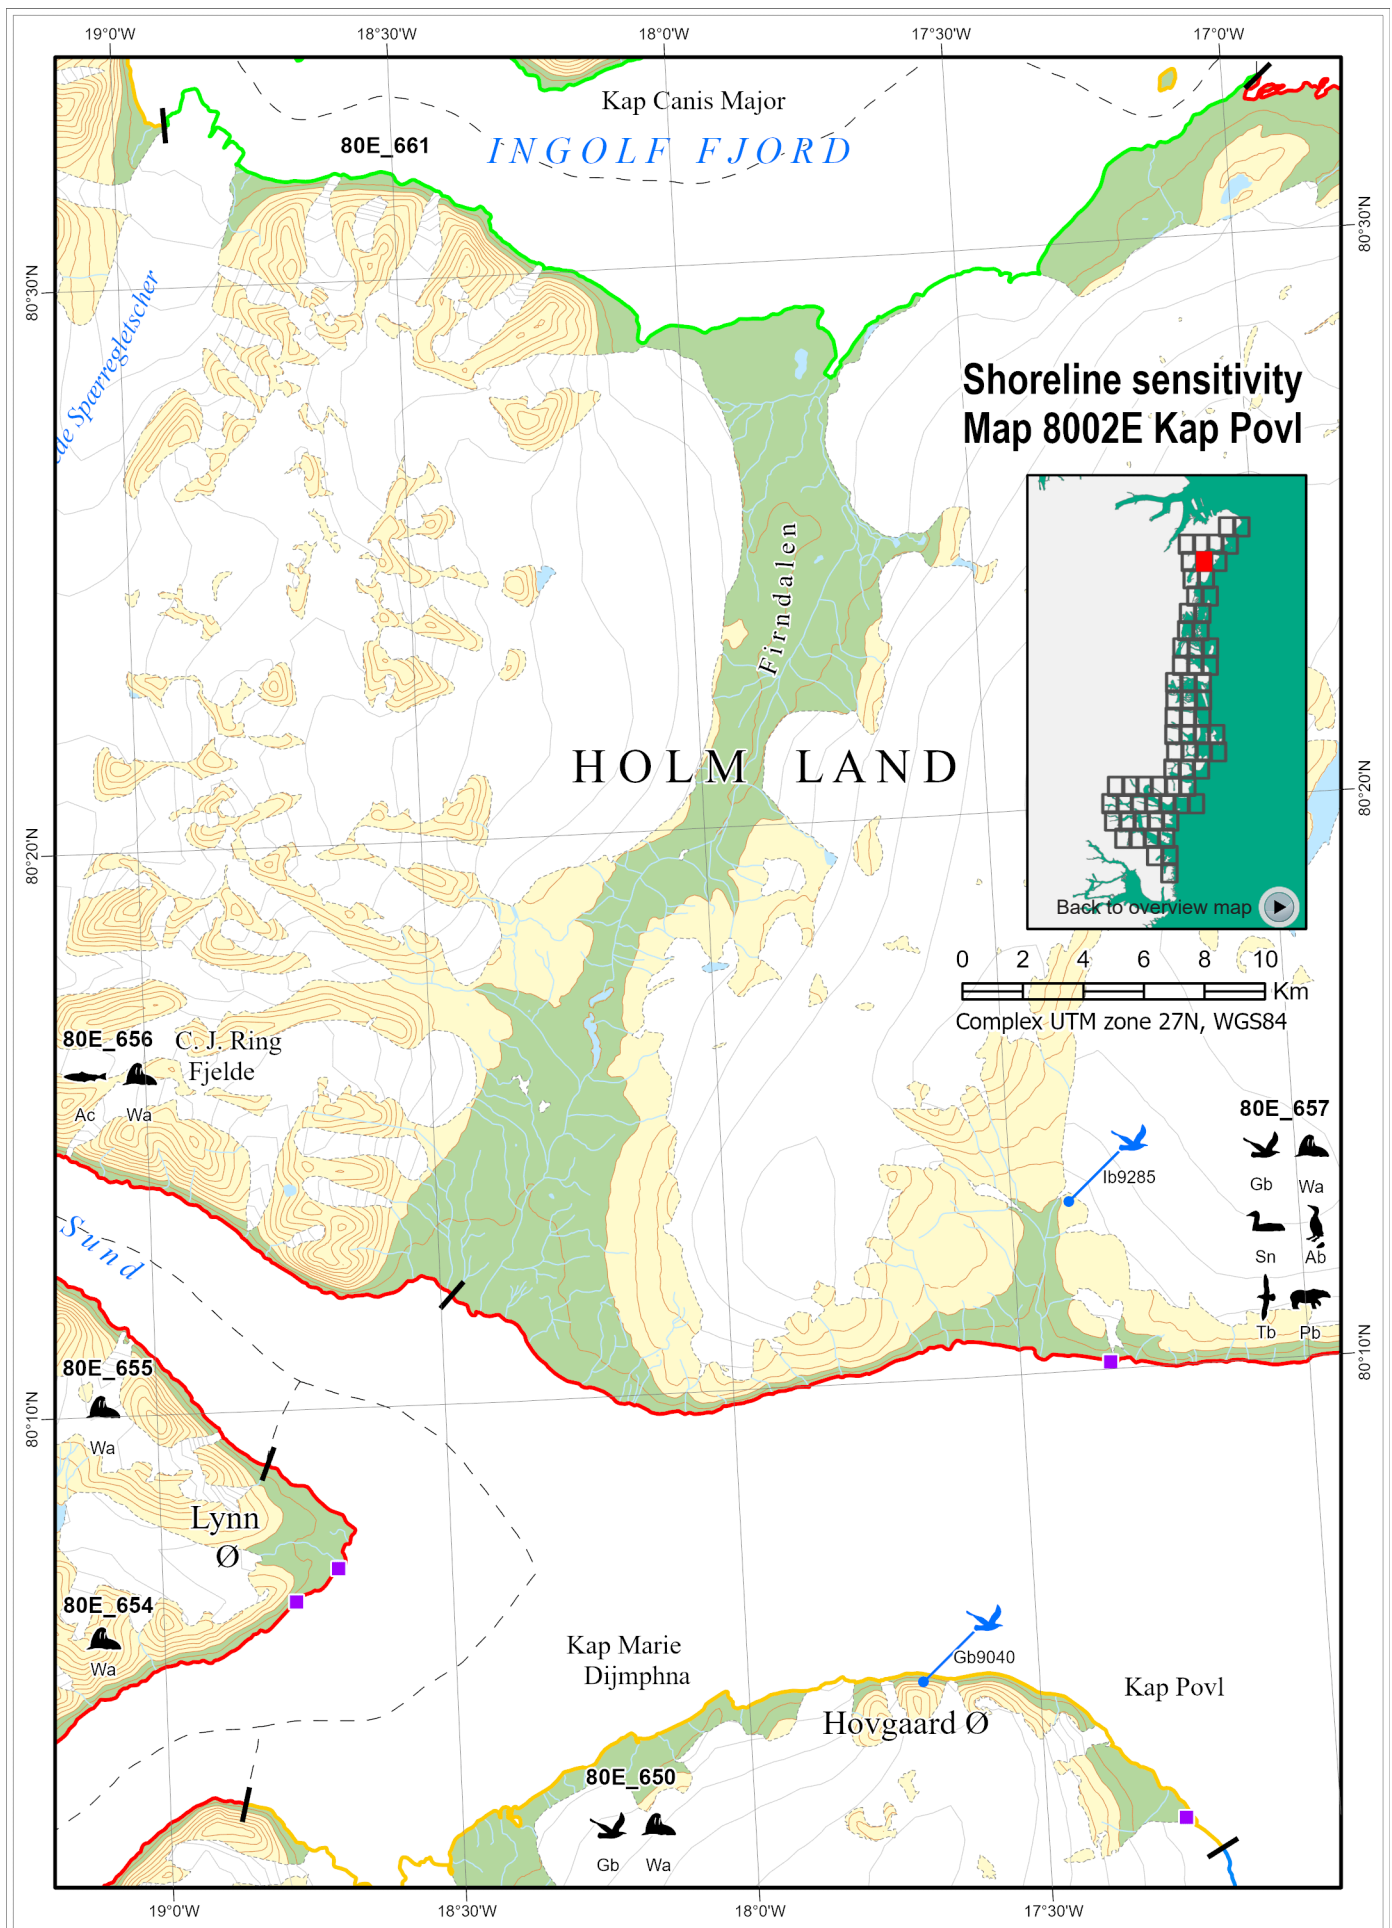 19°0'W
18°30'W
18°0'W
17°30'W
17°0'W
Kap Canis Major
80E_661
INGOLF FJORD
80°30'N
80°30'N
de Spærregletscher
Shoreline sensitivity
Map 8002E Kap Povl
Firndalen
HOLM LAND
80°20'N
80°20'N
Back to overview map
0 2 4 6 8 10
Km
Complex UTM zone 27N, WGS84
80E_656
C. J. Ring
Fjelde
Ac Wa
80E_657
Ib9285
Gb Wa
Sn Ab
Tb Pb
Sund
80E_655
Wa
80°10'N
80°10'N
Lynn
Ø
80E_654
Wa
Kap Marie
Dijmphna
Gb9040
Kap Povl
Hovgaard Ø
80E_650
Gb Wa
19°0'W
18°30'W
18°0'W
17°30'W